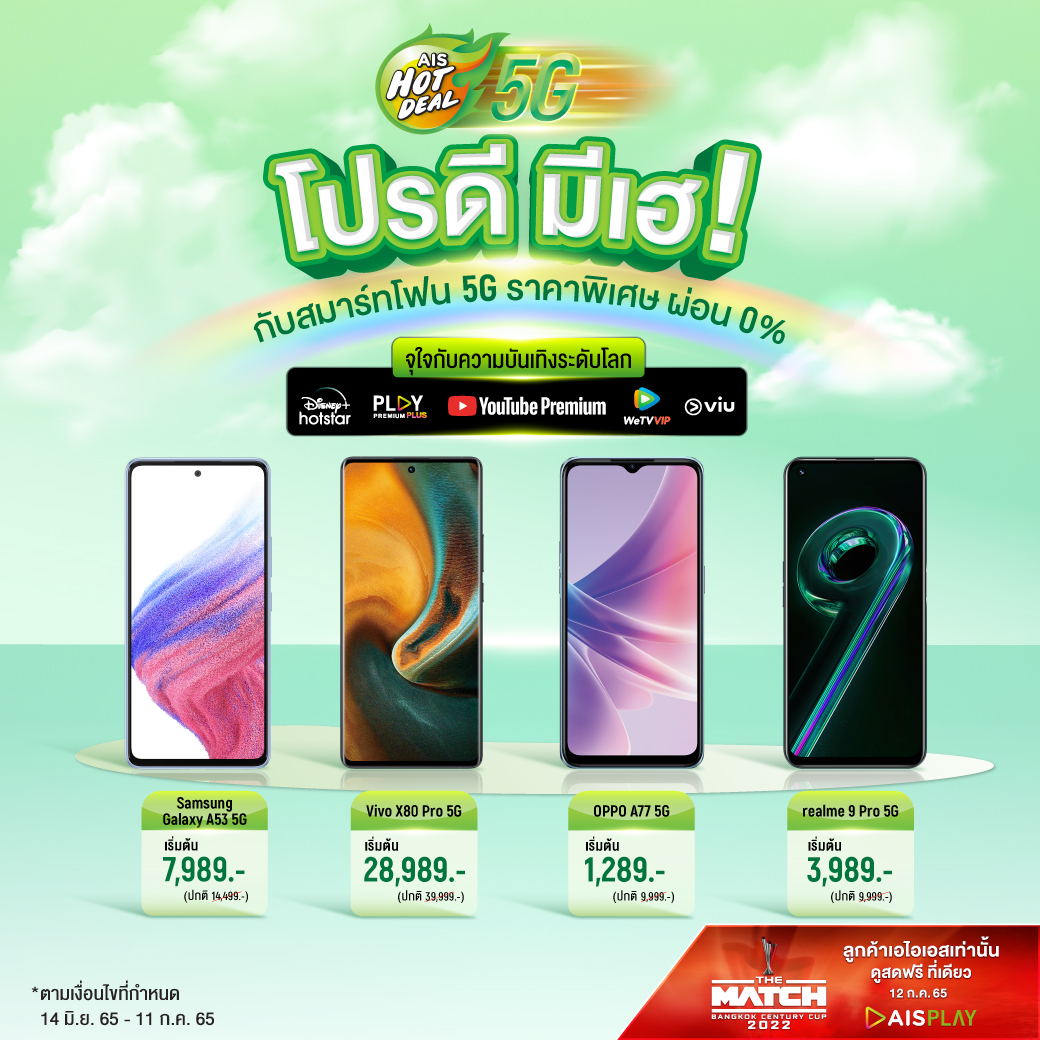 AIS
HOT
DEAL
5G
โปรดี มีเฮ!
กับสมาร์ทโฟน 5G ราคาพิเศษ ผ่อน 0%
จุใจกับความบันเทิงระดับโลก
Disney+
hotstar
PLAY
PREMIUM PLUS
YouTube Premium
WeTV VIP
viu
Samsung
Galaxy A53 5G
เริ่มต้น
7,989.-
(ปกติ 14,499.-)
Vivo X80 Pro 5G
เริ่มต้น
28,989.-
(ปกติ 39,999.-)
OPPO A77 5G
เริ่มต้น
1,289.-
(ปกติ 9,999.-)
realme 9 Pro 5G
เริ่มต้น
3,989.-
(ปกติ 9,999.-)
*ตามเงื่อนไขที่กำหนด
14 มิ.ย. 65 - 11 ก.ค. 65
THE
MATCH
BANGKOK CENTURY CUP
2022
ลูกค้าเอไอเอสเท่านั้น
ดูสดฟรี ที่เดียว
12 ก.ค. 65
AISPLAY